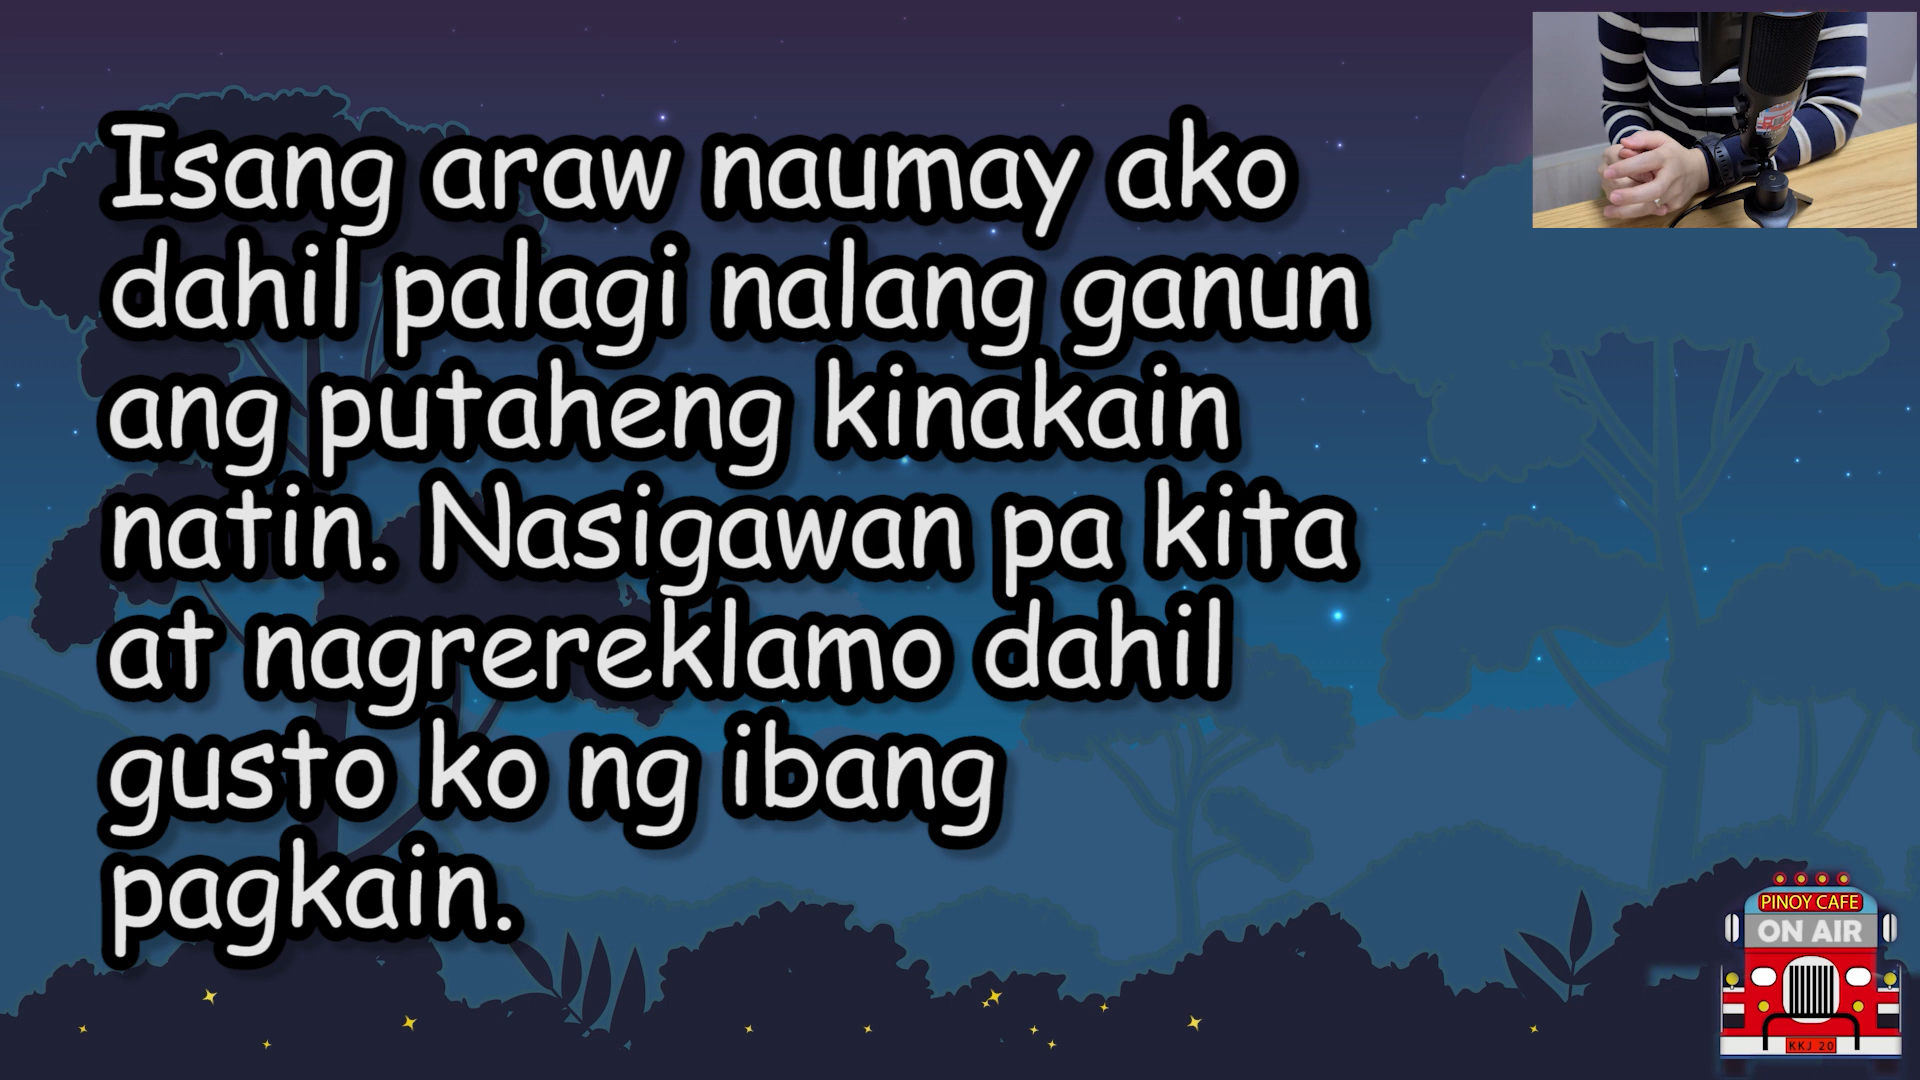 Isang araw naumay ako
dahil palagi nalang ganun
ang putaheng kinakain
natin. Nasigawan pa kita
at nagrereklamo dahil
gusto ko ng ibang
pagkain.
PINOY CAFE
ON AIR
KKJ 20